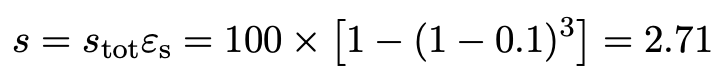 s = s_tot ε_s = 100 × [1 − (1 − 0.1)^3] = 2.71